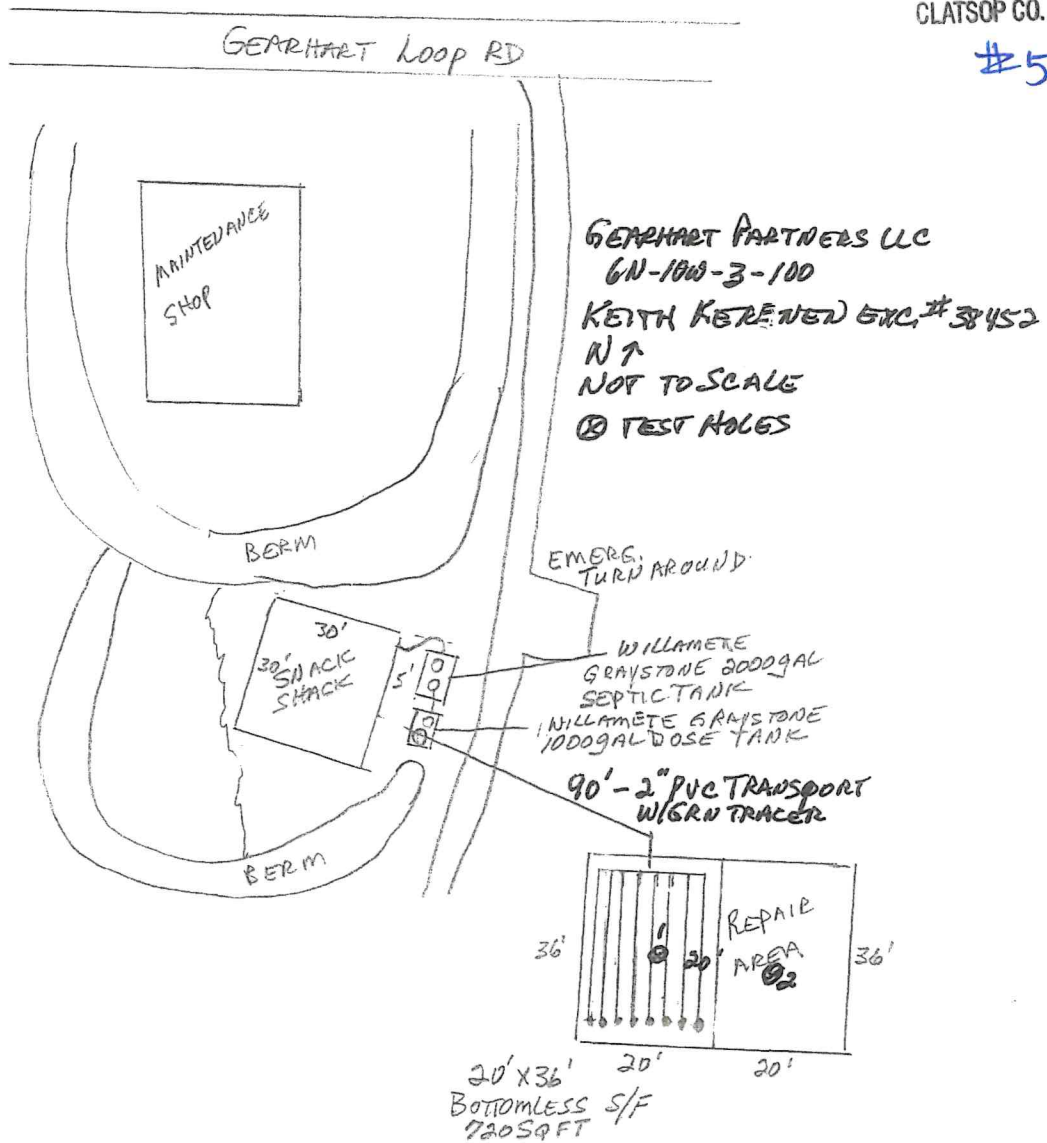 CLATSOP CO.
#5
GEARHART LOOP RD
MAINTENANCE
SHOP
GEARHART PARTNERS LLC
6N-10W-3-100
KEITH KERENEN EXC. #38452
N ↑
NOT TO SCALE
⊗ TEST HOLES
BERM
EMERG.
TURN AROUND
30'
30'
SNACK
SHACK
5'
WILLAMETE
GRAYSTONE 2000gAL
SEPTIC TANK
WILLAMETE GRAYSTONE
1000gAL DOSE TANK
90'-2" PVC TRANSPORT
W/GRN TRACER
BERM
36'
1
20'
REPAIR
AREA
2
36'
20'
20'
20' X 36'
BOTTOMLESS S/F
720 SQ FT